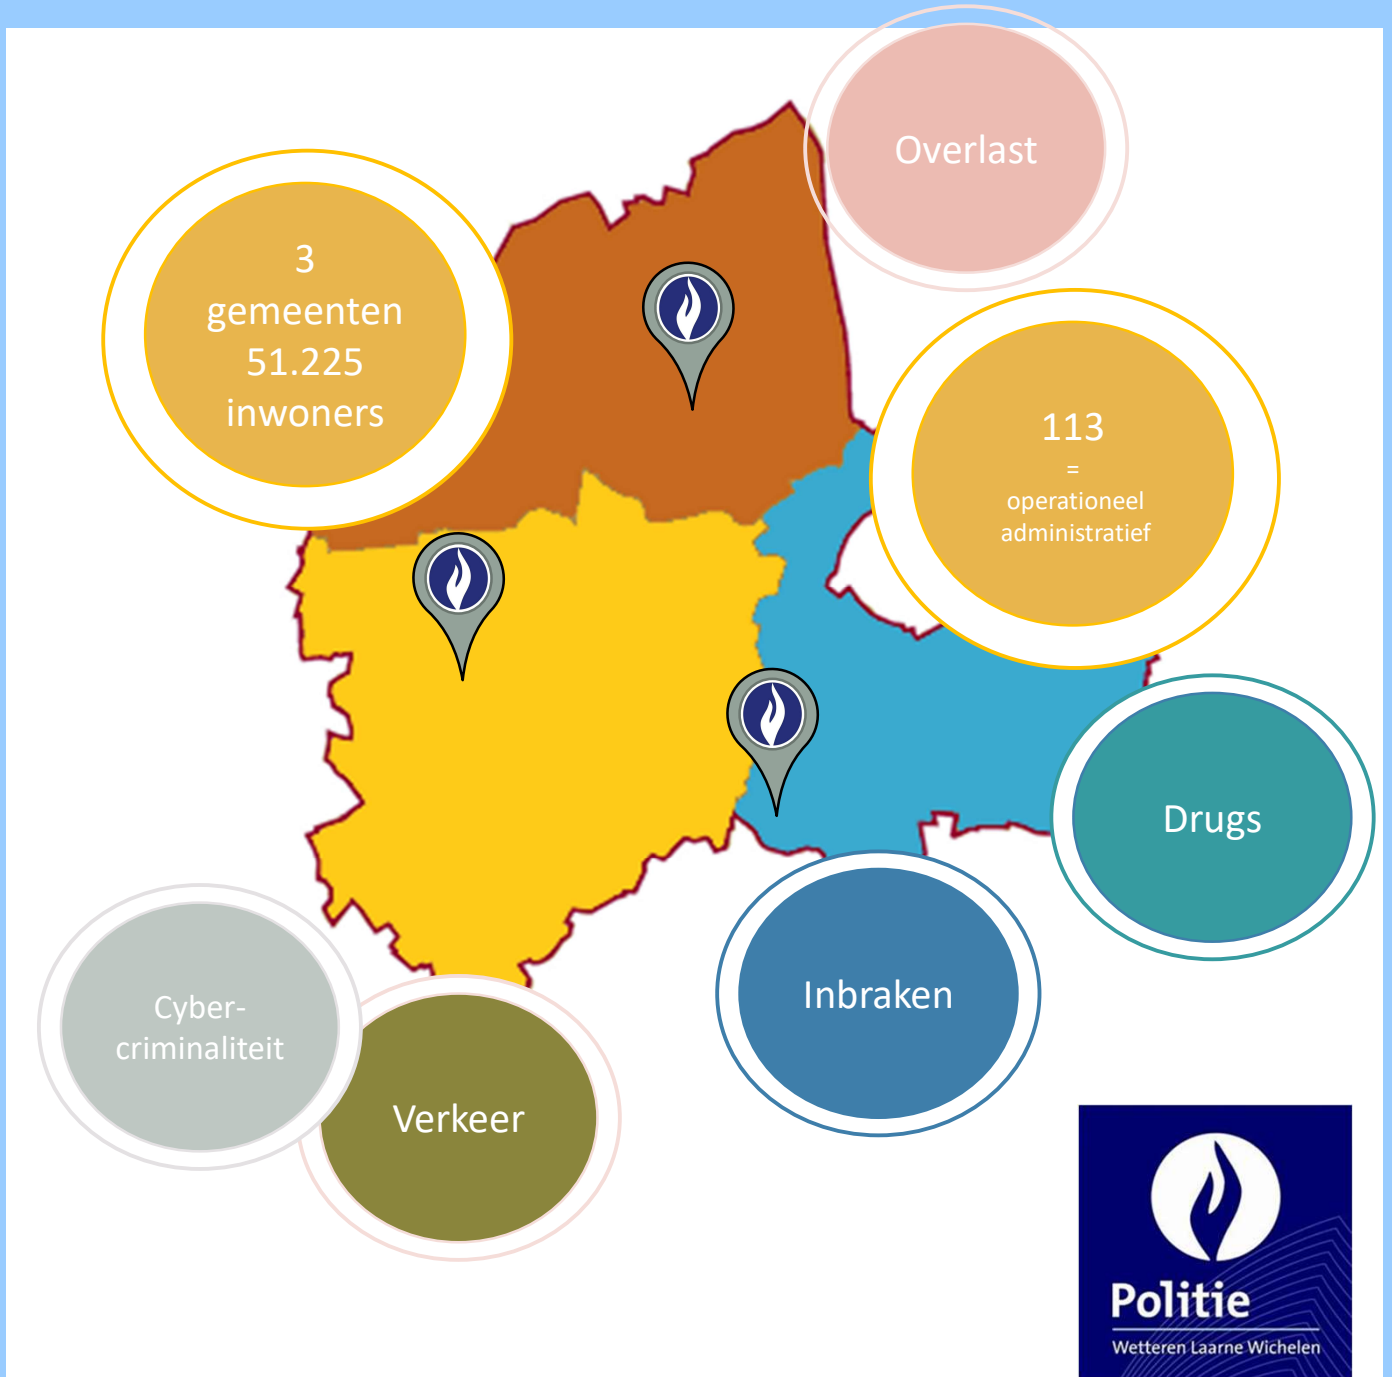 Overlast
3
gemeenten
51.225
inwoners
113
=
operationeel
administratief
Drugs
Inbraken
Cyber-
criminaliteit
Verkeer
Politie
Wetteren Laarne Wichelen